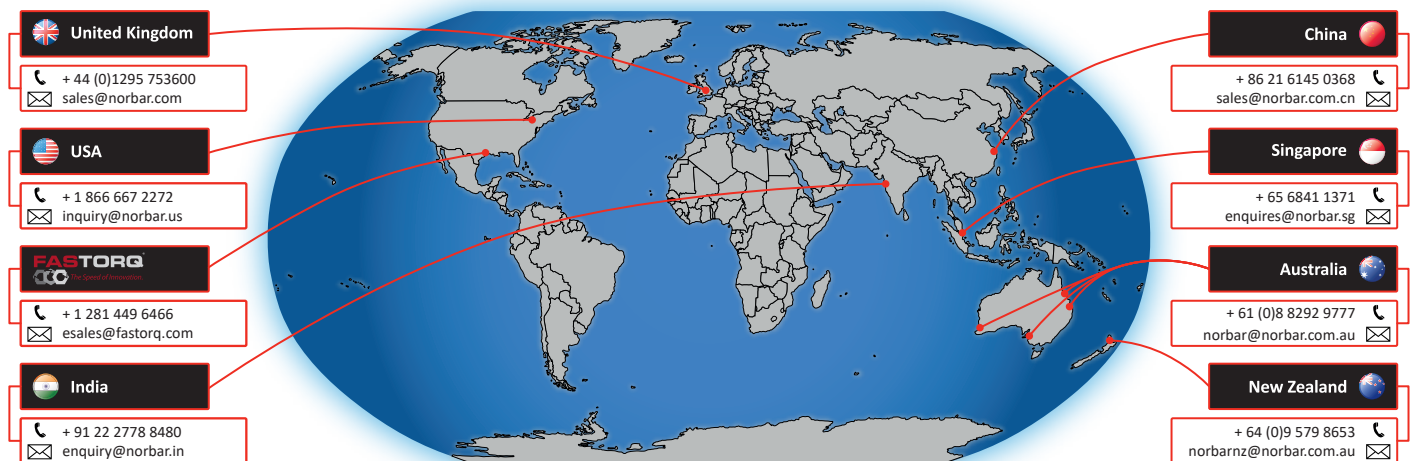 United Kingdom
+ 44 (0)1295 753600
sales@norbar.com
USA
+ 1 866 667 2272
inquiry@norbar.us
FASTORQ
The Speed of Innovation.
+ 1 281 449 6466
esales@fastorq.com
India
+ 91 22 2778 8480
enquiry@norbar.in
China
+ 86 21 6145 0368
sales@norbar.com.cn
Singapore
+ 65 6841 1371
enquires@norbar.sg
Australia
+ 61 (0)8 8292 9777
norbar@norbar.com.au
New Zealand
+ 64 (0)9 579 8653
norbarnz@norbar.com.au